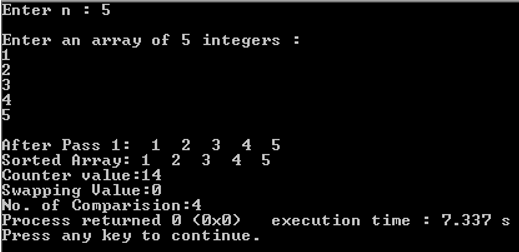 Enter n : 5
Enter an array of 5 integers :
1
2
3
4
5
After Pass 1:  1  2  3  4  5
Sorted Array: 1  2  3  4  5
Counter value:14
Swapping Value:0
No. of Comparision:4
Process returned 0 (0x0)   execution time : 7.337 s
Press any key to continue.